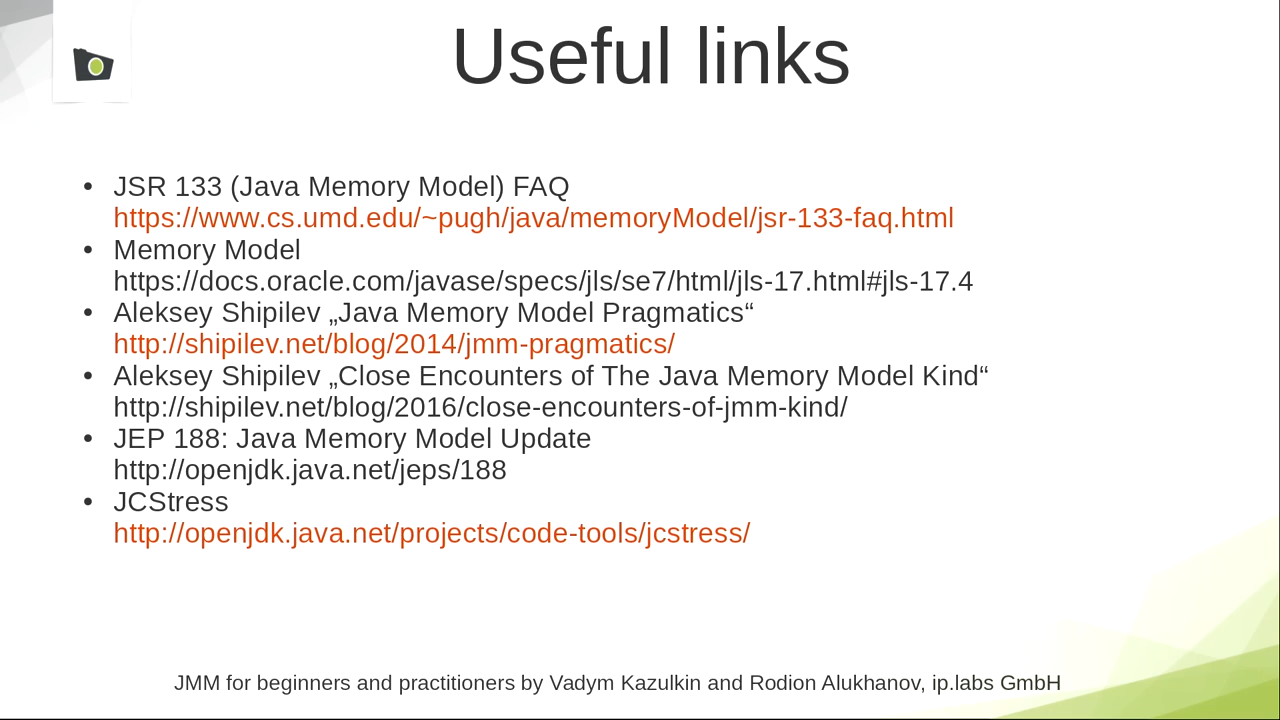 Useful links
• JSR 133 (Java Memory Model) FAQ
https://www.cs.umd.edu/~pugh/java/memoryModel/jsr-133-faq.html
• Memory Model
https://docs.oracle.com/javase/specs/jls/se7/html/jls-17.html#jls-17.4
• Aleksey Shipilev „Java Memory Model Pragmatics“
http://shipilev.net/blog/2014/jmm-pragmatics/
• Aleksey Shipilev „Close Encounters of The Java Memory Model Kind“
http://shipilev.net/blog/2016/close-encounters-of-jmm-kind/
• JEP 188: Java Memory Model Update
http://openjdk.java.net/jeps/188
• JCStress
http://openjdk.java.net/projects/code-tools/jcstress/
JMM for beginners and practitioners by Vadym Kazulkin and Rodion Alukhanov, ip.labs GmbH